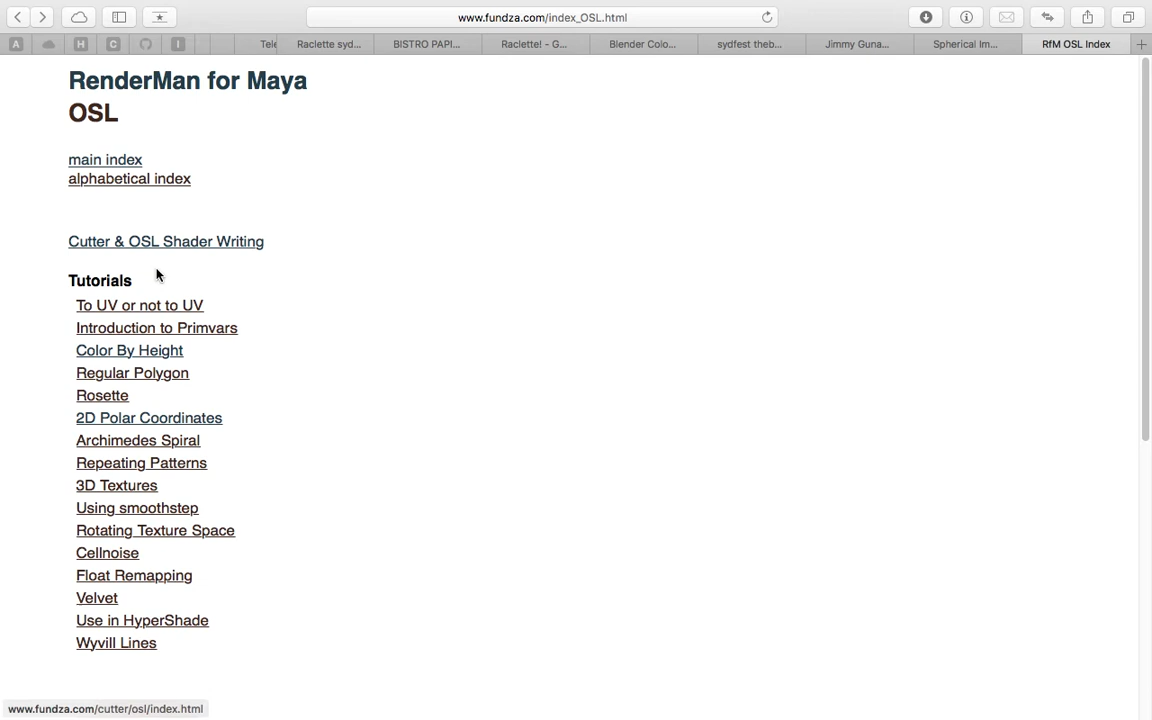 www.fundza.com/index_OSL.html
A H C I Tele Raclette syd... BISTRO PAPI... Raclette! - G... Blender Colo... sydfest theb... Jimmy Guna... Spherical Im... RfM OSL Index
RenderMan for Maya
OSL
main index
alphabetical index
Cutter & OSL Shader Writing
Tutorials
To UV or not to UV
Introduction to Primvars
Color By Height
Regular Polygon
Rosette
2D Polar Coordinates
Archimedes Spiral
Repeating Patterns
3D Textures
Using smoothstep
Rotating Texture Space
Cellnoise
Float Remapping
Velvet
Use in HyperShade
Wyvill Lines
www.fundza.com/cutter/osl/index.html